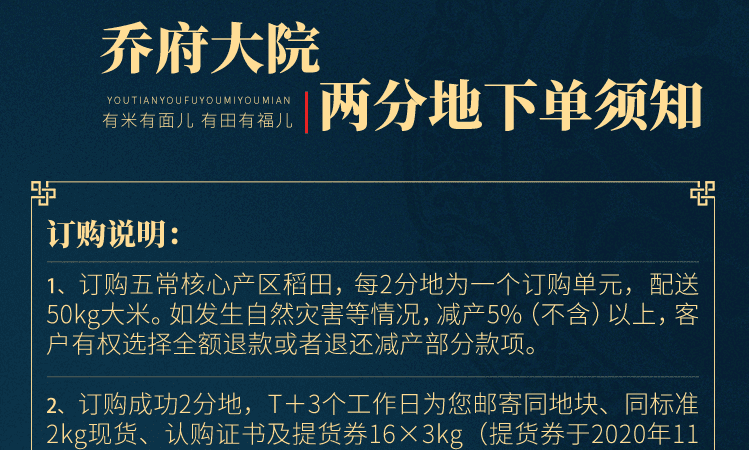 乔府大院
YOUTIANYOUFUYOUMIYOUMIAN
有米有面儿 有田有福儿
两分地下单须知
订购说明：
1、订购五常核心产区稻田，每2分地为一个订购单元，配送
50kg大米。如发生自然灾害等情况，减产5%（不含）以上，客
户有权选择全额退款或者退还减产部分款项。
2、订购成功2分地，T＋3个工作日为您邮寄同地块、同标准
2kg现货、认购证书及提货券16×3kg（提货券于2020年11